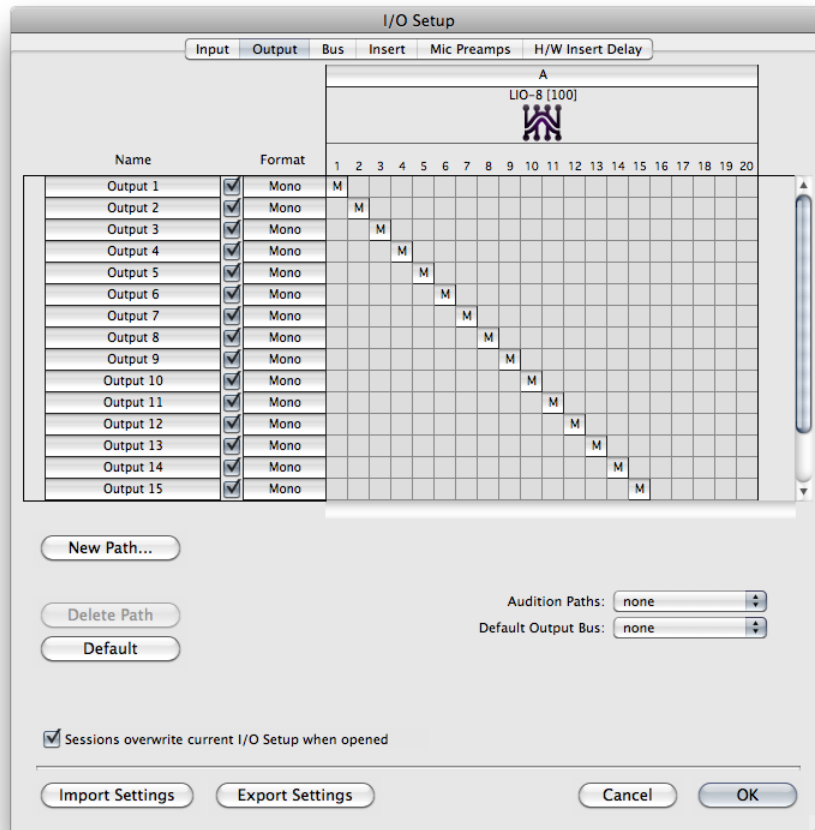 I/O Setup
Input Output Bus Insert Mic Preamps H/W Insert Delay
A
LIO-8 [100]
Name Format 1 2 3 4 5 6 7 8 9 10 11 12 13 14 15 16 17 18 19 20
Output 1 Mono M
Output 2 Mono M
Output 3 Mono M
Output 4 Mono M
Output 5 Mono M
Output 6 Mono M
Output 7 Mono M
Output 8 Mono M
Output 9 Mono M
Output 10 Mono M
Output 11 Mono M
Output 12 Mono M
Output 13 Mono M
Output 14 Mono M
Output 15 Mono M
New Path...
Audition Paths: none
Delete Path
Default Output Bus: none
Default
Sessions overwrite current I/O Setup when opened
Import Settings Export Settings Cancel OK